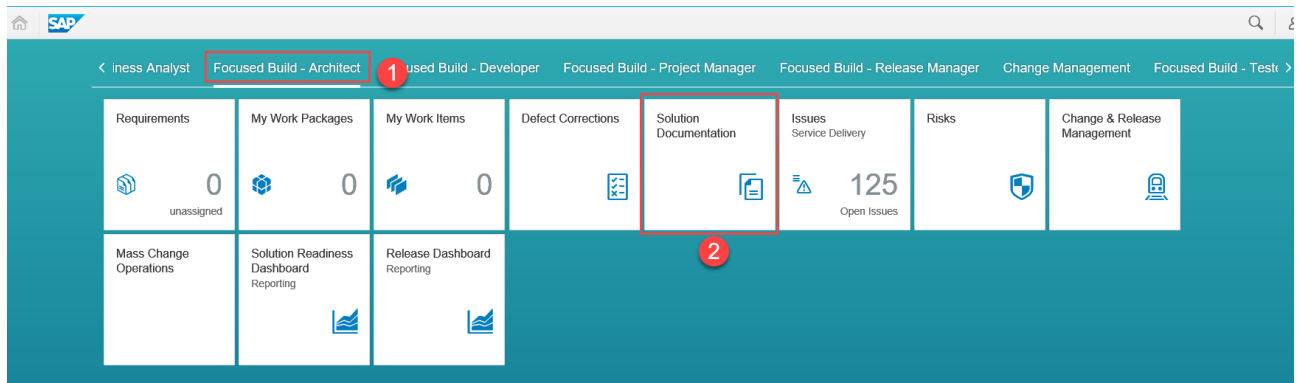 SAP
iness Analyst Focused Build - Architect 1 used Build - Developer Focused Build - Project Manager Focused Build - Release Manager Change Management Focused Build - Teste
Requirements
0
unassigned
My Work Packages
0
My Work Items
0
Defect Corrections
Solution
Documentation
Issues
Service Delivery
125
Open Issues
Risks
Change & Release
Management
2
Mass Change
Operations
Solution Readiness
Dashboard
Reporting
Release Dashboard
Reporting